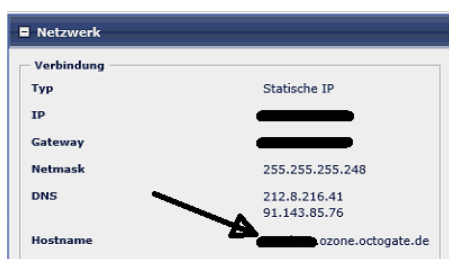 Netzwerk
Verbindung
Typ Statische IP
IP
Gateway
Netmask 255.255.255.248
DNS 212.8.216.41
91.143.85.76
Hostname .ozone.octogate.de